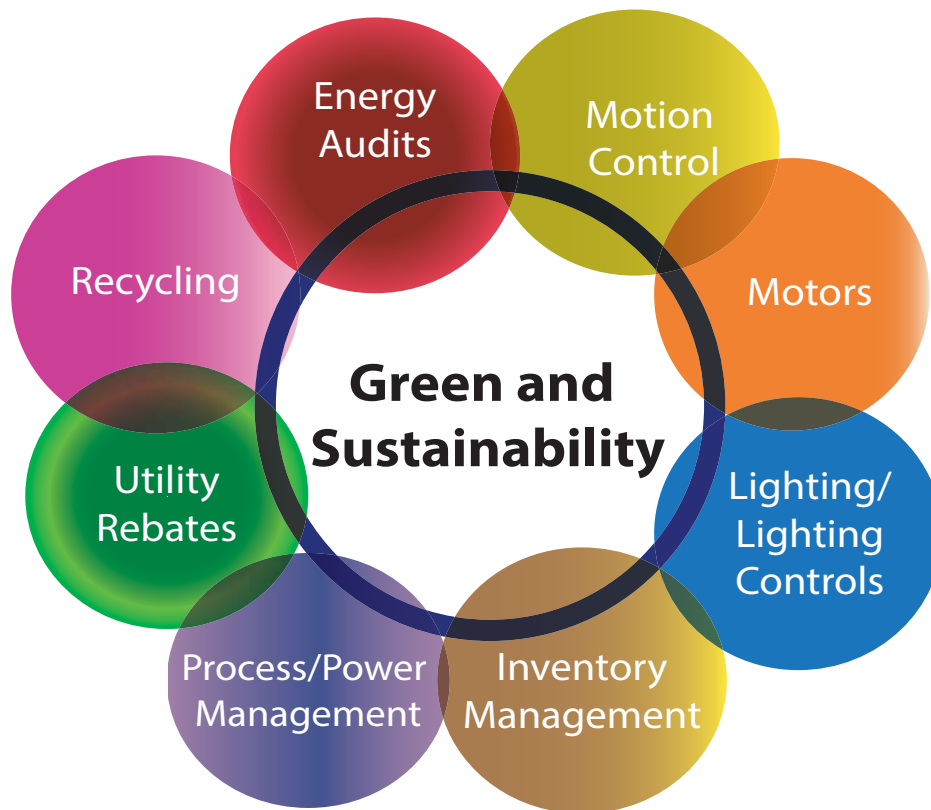 Energy
Audits
Motion
Control
Recycling
Motors
Green and
Sustainability
Utility
Rebates
Lighting/
Lighting
Controls
Process/Power
Management
Inventory
Management